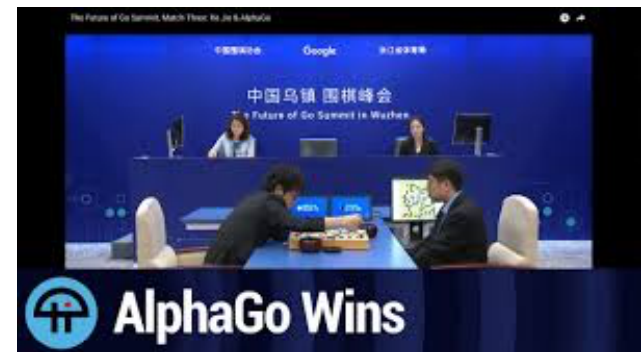 The Future of Go Summit, Match Three: Ke Jie & AlphaGo
Google
中国乌镇 围棋峰会
The Future of Go Summit in Wuzhen
AlphaGo Wins